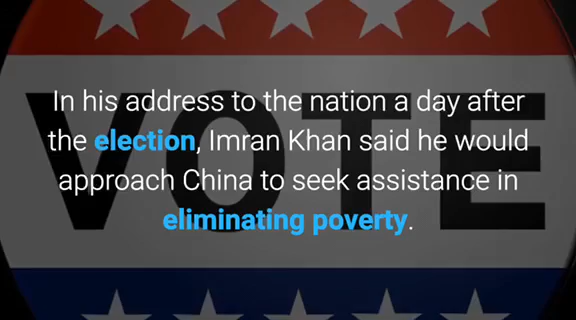 In his address to the nation a day after
the election, Imran Khan said he would
approach China to seek assistance in
eliminating poverty.
VOTE